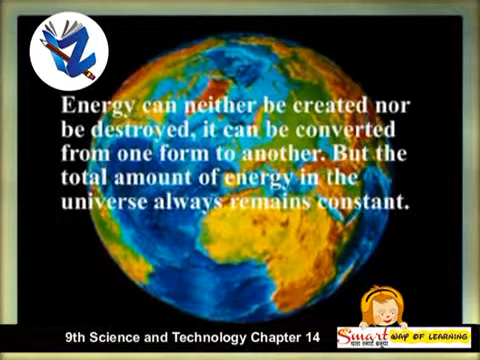 Energy can neither be created nor
be destroyed, it can be converted
from one form to another. But the
total amount of energy in the
universe always remains constant.
Smart WAY OF LEARNING
9th Science and Technology Chapter 14